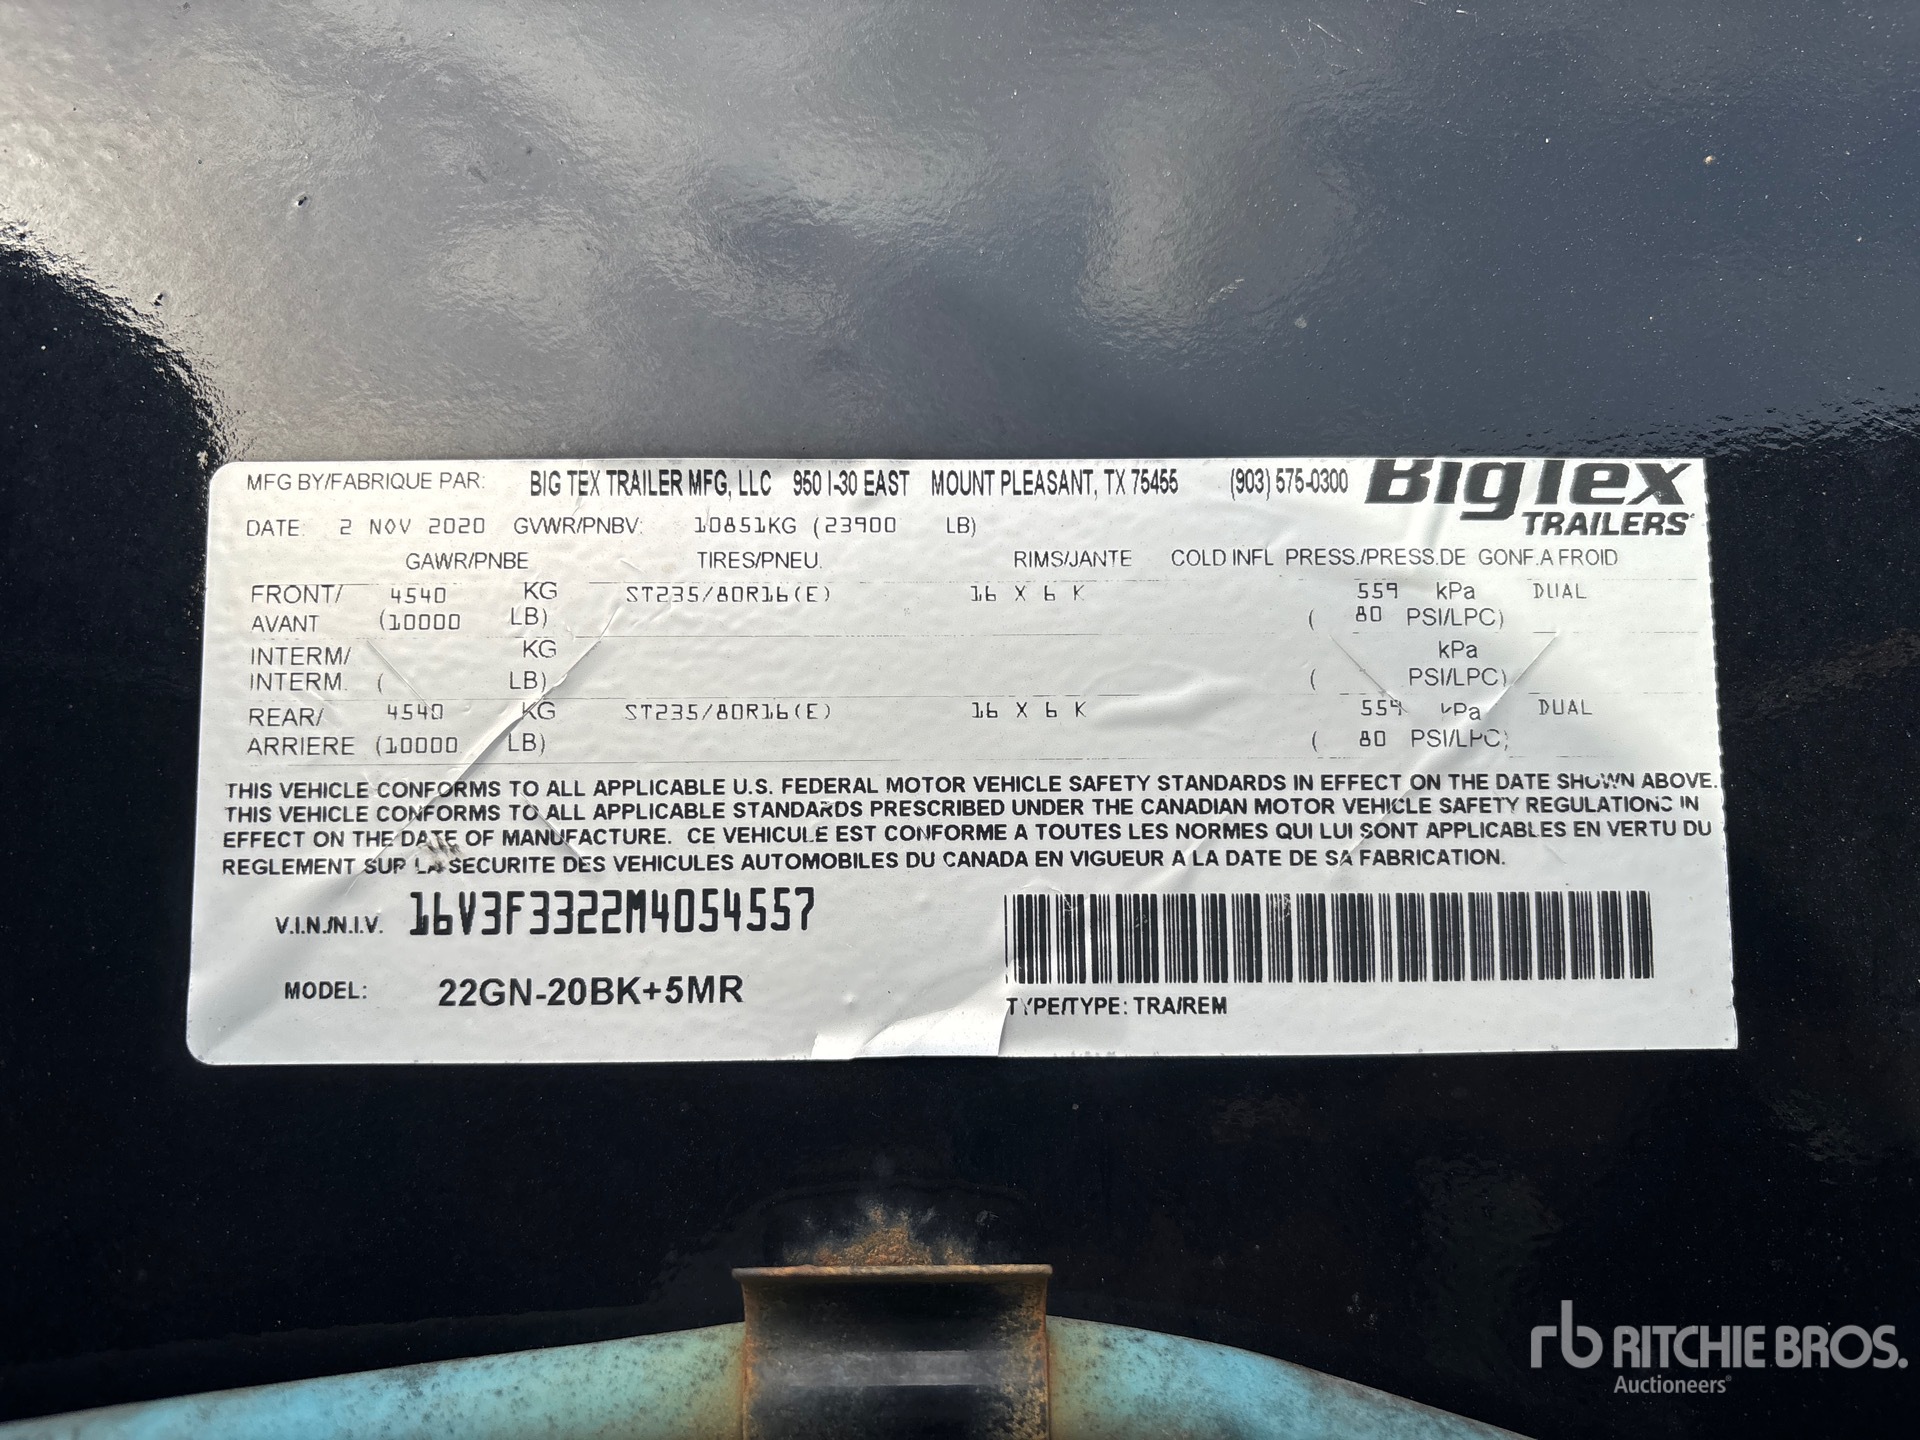 MFG BY/FABRIQUE PAR: BIG TEX TRAILER MFG, LLC 950 I-30 EAST MOUNT PLEASANT, TX 75455 (903) 575-0300 BigTex
TRAILERS
DATE: 2 NOV 2020 GVWR/PNBV: 10851KG (23900 LB)
GAWR/PNBE TIRES/PNEU. RIMS/JANTE COLD INFL PRESS./PRESS.DE GONF.A FROID
FRONT/ 4540 KG ST235/80R16(E) 16 X 6 K 559 kPa DUAL
AVANT (10000 LB) ( 80 PSI/LPC)
INTERM/ KG kPa
INTERM. ( LB) ( PSI/LPC)
REAR/ 4540 KG ST235/80R16(E) 16 X 6 K 559 kPa DUAL
ARRIERE (10000 LB) ( 80 PSI/LPC)
THIS VEHICLE CONFORMS TO ALL APPLICABLE U.S. FEDERAL MOTOR VEHICLE SAFETY STANDARDS IN EFFECT ON THE DATE SHOWN ABOVE.
THIS VEHICLE CONFORMS TO ALL APPLICABLE STANDARDS PRESCRIBED UNDER THE CANADIAN MOTOR VEHICLE SAFETY REGULATIONS IN
EFFECT ON THE DATE OF MANUFACTURE. CE VEHICULE EST CONFORME A TOUTES LES NORMES QUI LUI SONT APPLICABLES EN VERTU DU
REGLEMENT SUR LA SECURITE DES VEHICULES AUTOMOBILES DU CANADA EN VIGUEUR A LA DATE DE SA FABRICATION.
V.I.N./N.I.V. 16V3F3322M4054557
MODEL: 22GN-20BK+5MR
TYPE/TYPE: TRA/REM
rb RITCHIE BROS.
Auctioneers®